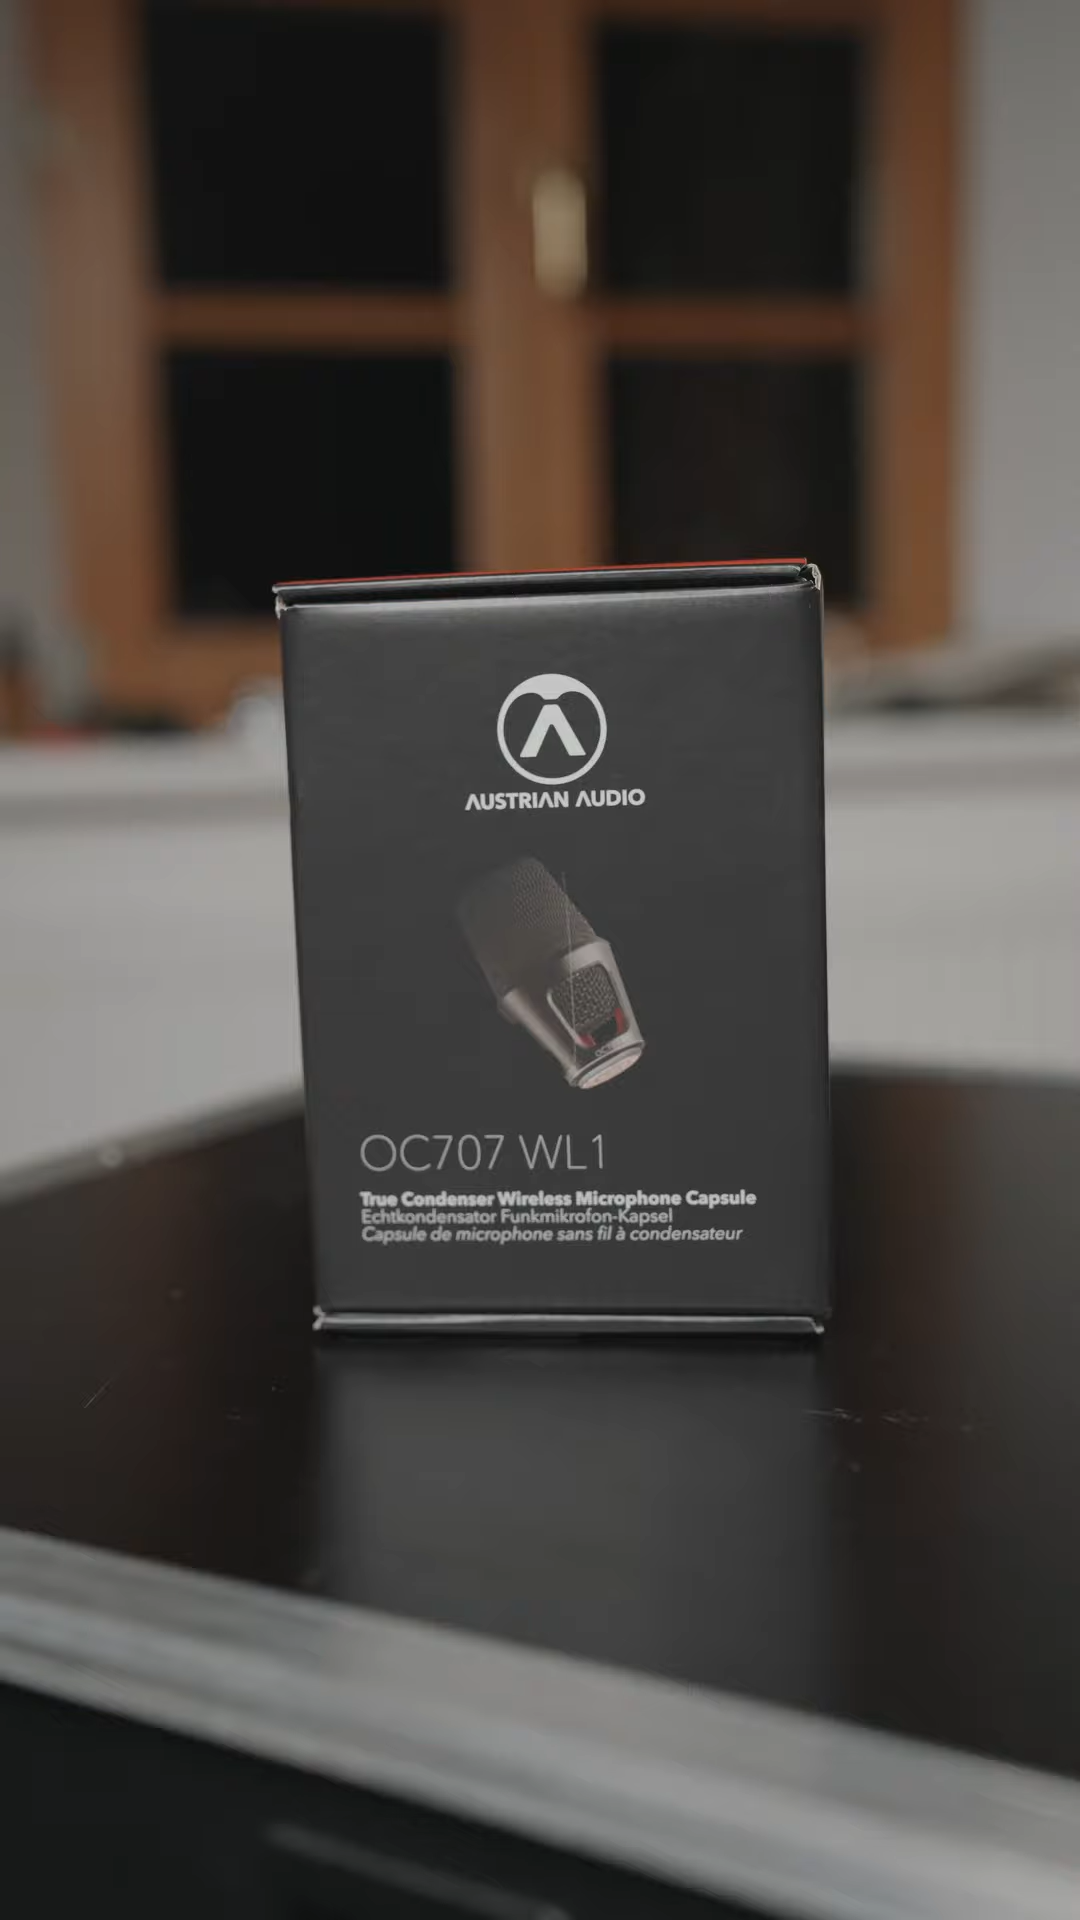 AUSTRIAN AUDIO
OC707 WL1
True Condenser Wireless Microphone Capsule
Echtkondensator Funkmikrofon-Kapsel
Capsule de microphone sans fil à condensateur